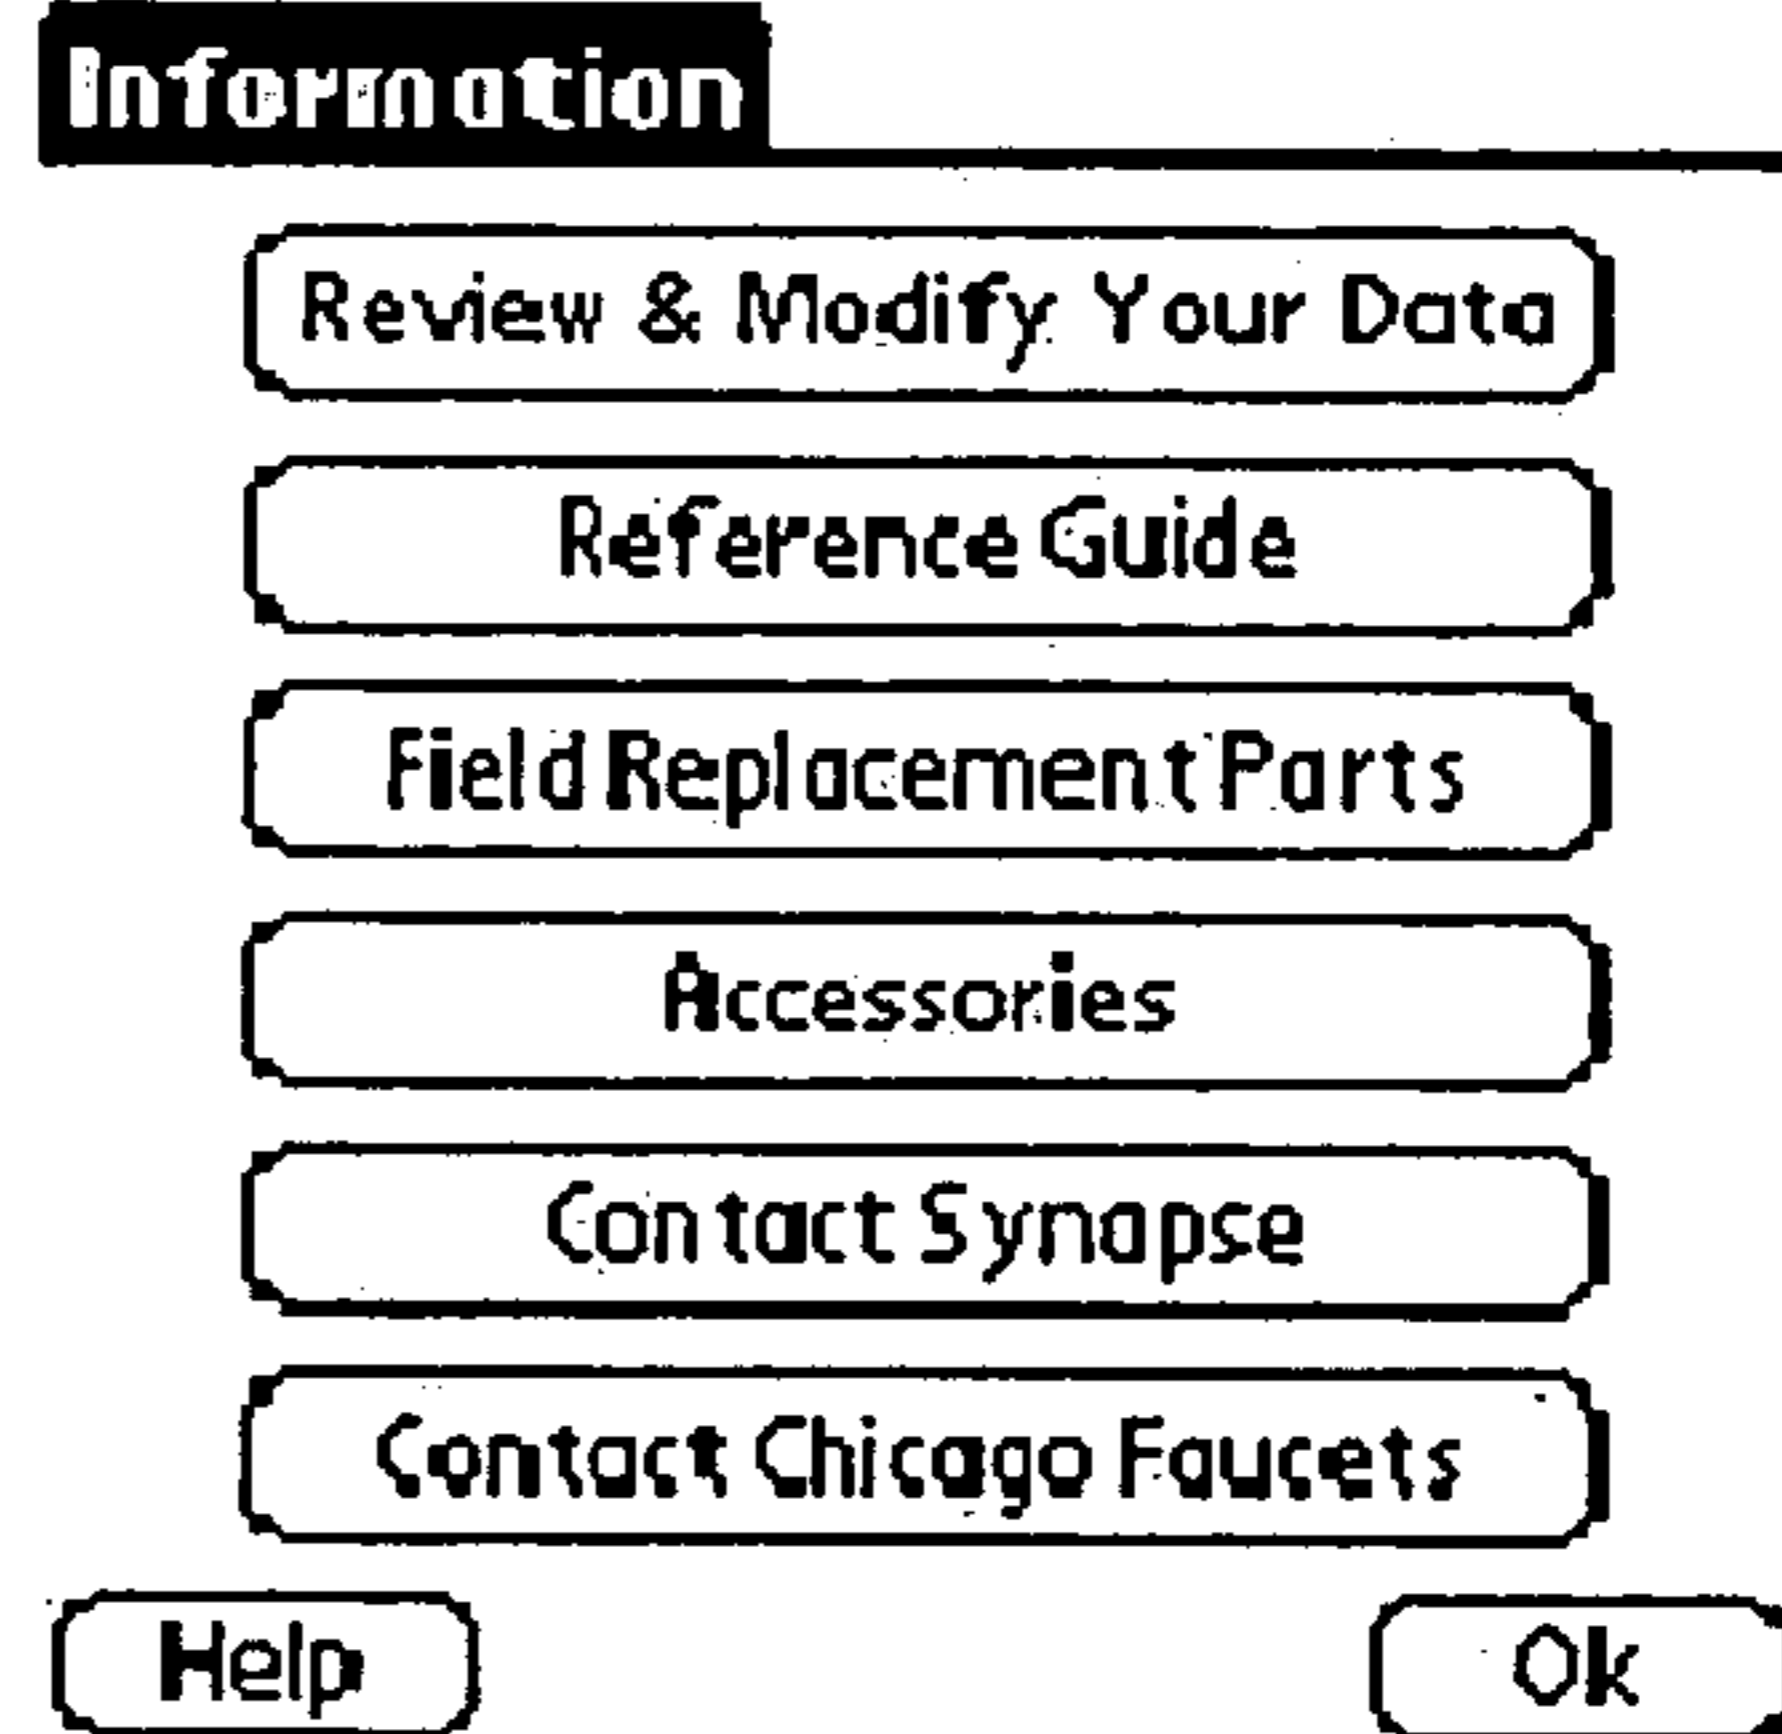 Information
Review & Modify Your Data
Reference Guide
Field Replacement Parts
Accessories
Contact Synapse
Contact Chicago Faucets
Help Ok